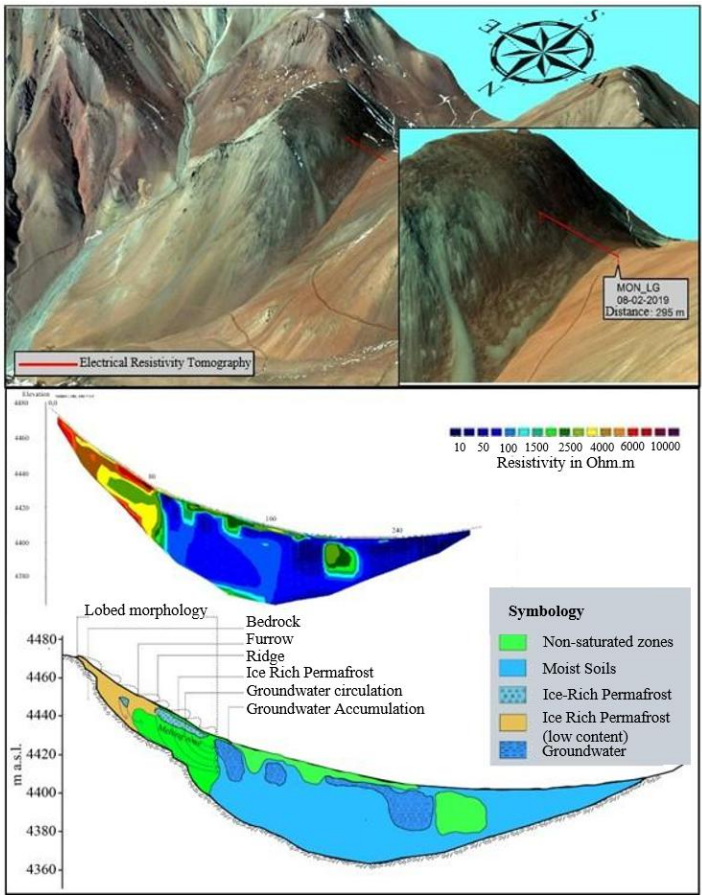 E
S
N
W
MON_LG
08-02-2019
Distance: 295 m
Electrical Resistivity Tomography
Elevation
4480 0.0
4460
4440
4420
4400
4380
80
160
240
10 50 100 1500 2500 4000 6000 10000
Resistivity in Ohm.m
Lobed morphology
Bedrock
Furrow
Ridge
Ice Rich Permafrost
Groundwater circulation
Groundwater Accumulation
Symbology
Non-saturated zones
Moist Soils
Ice-Rich Permafrost
Ice Rich Permafrost
(low content)
Groundwater
m a.s.l.
4480
4460
4440
4420
4400
4380
4360